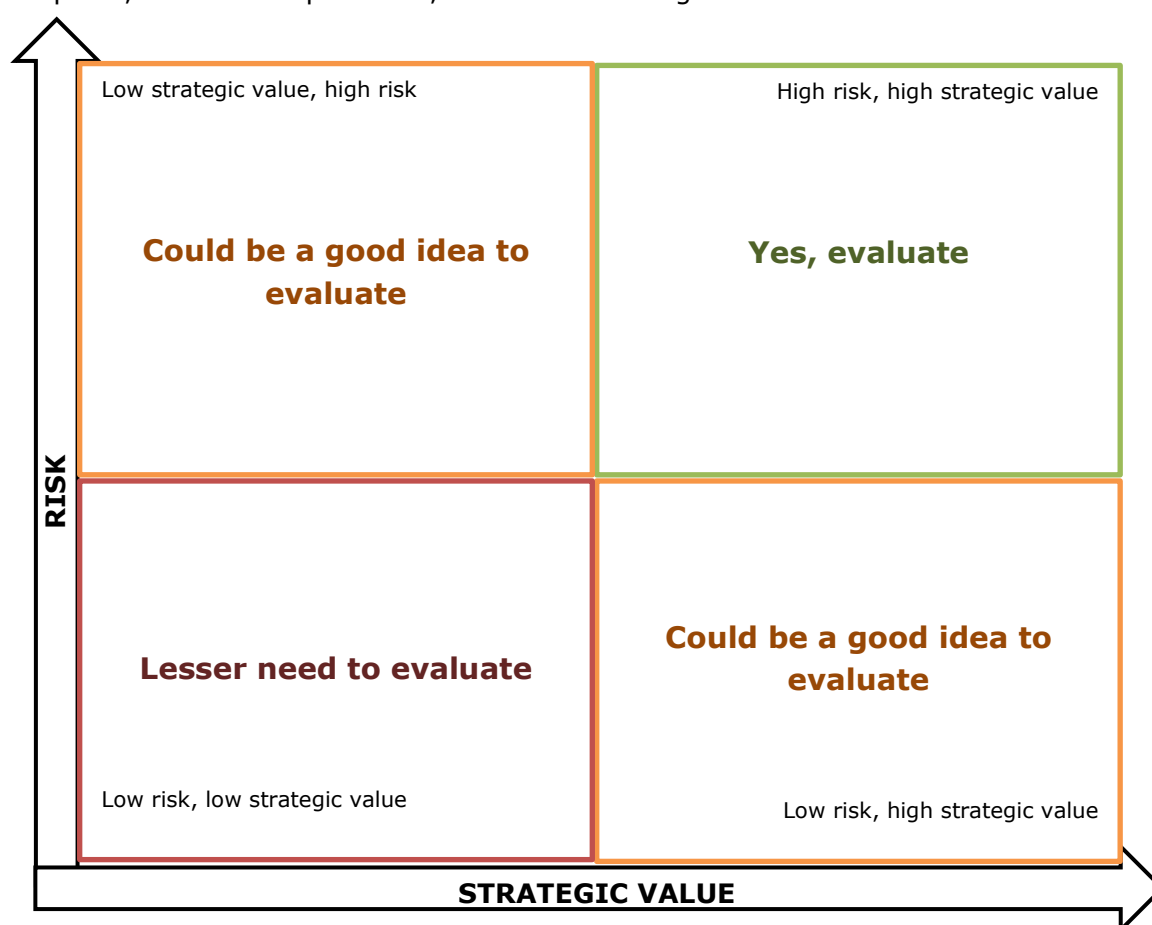 Low strategic value, high risk
High risk, high strategic value
Could be a good idea to
evaluate
Yes, evaluate
RISK
Lesser need to evaluate
Could be a good idea to
evaluate
Low risk, low strategic value
Low risk, high strategic value
STRATEGIC VALUE